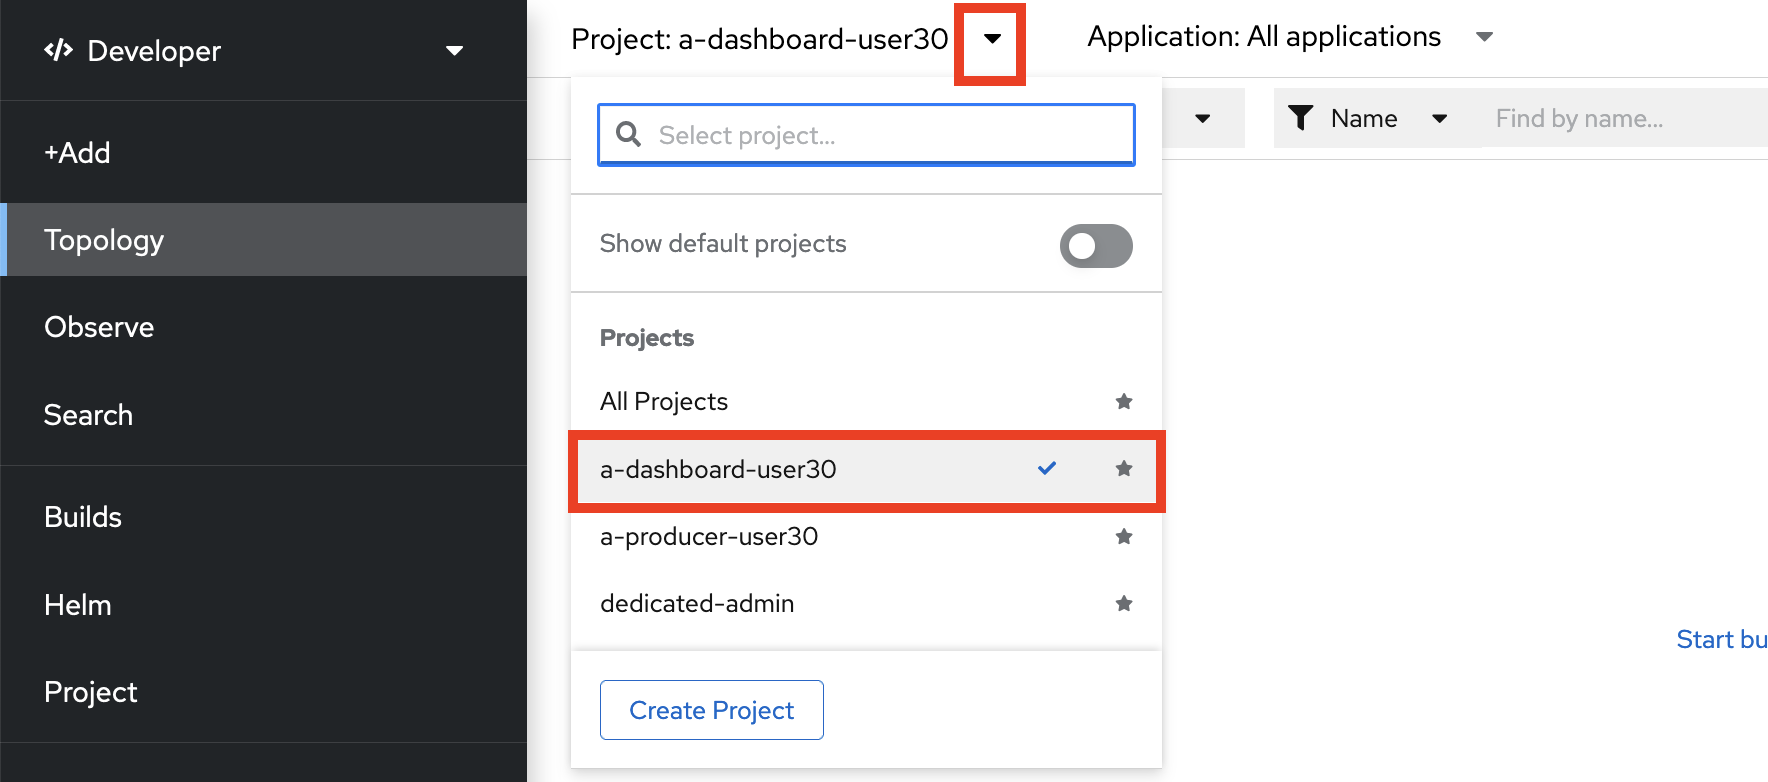 Developer
+Add
Topology
Observe
Search
Builds
Helm
Project
Project: a-dashboard-user30
Application: All applications
Name
Find by name...
Select project...
Show default projects
Projects
All Projects
a-dashboard-user30
a-producer-user30
dedicated-admin
Create Project
Start bu